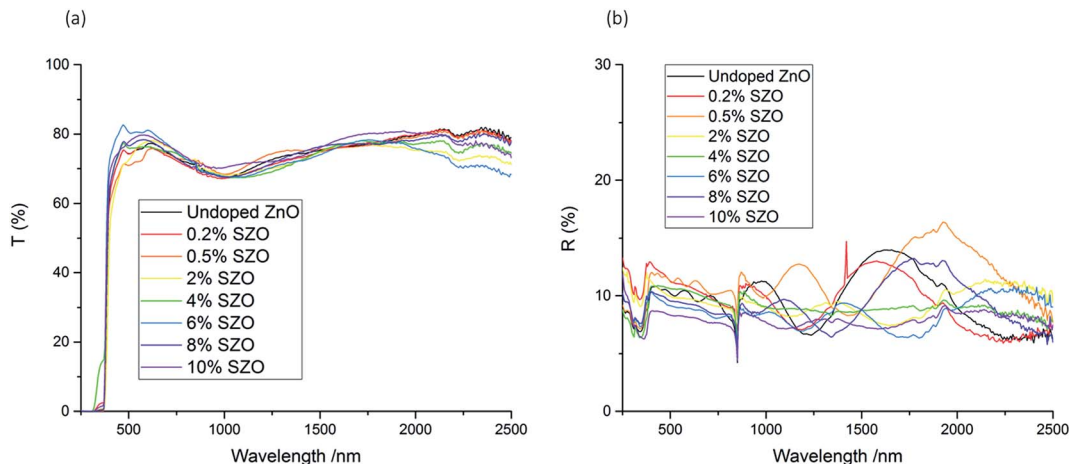 (a)
(b)
100
80
60
40
20
0
T (%)
Undoped ZnO
0.2% SZO
0.5% SZO
2% SZO
4% SZO
6% SZO
8% SZO
10% SZO
500 1000 1500 2000 2500
Wavelength /nm
30
20
10
0
R (%)
Undoped ZnO
0.2% SZO
0.5% SZO
2% SZO
4% SZO
6% SZO
8% SZO
10% SZO
500 1000 1500 2000 2500
Wavelength /nm